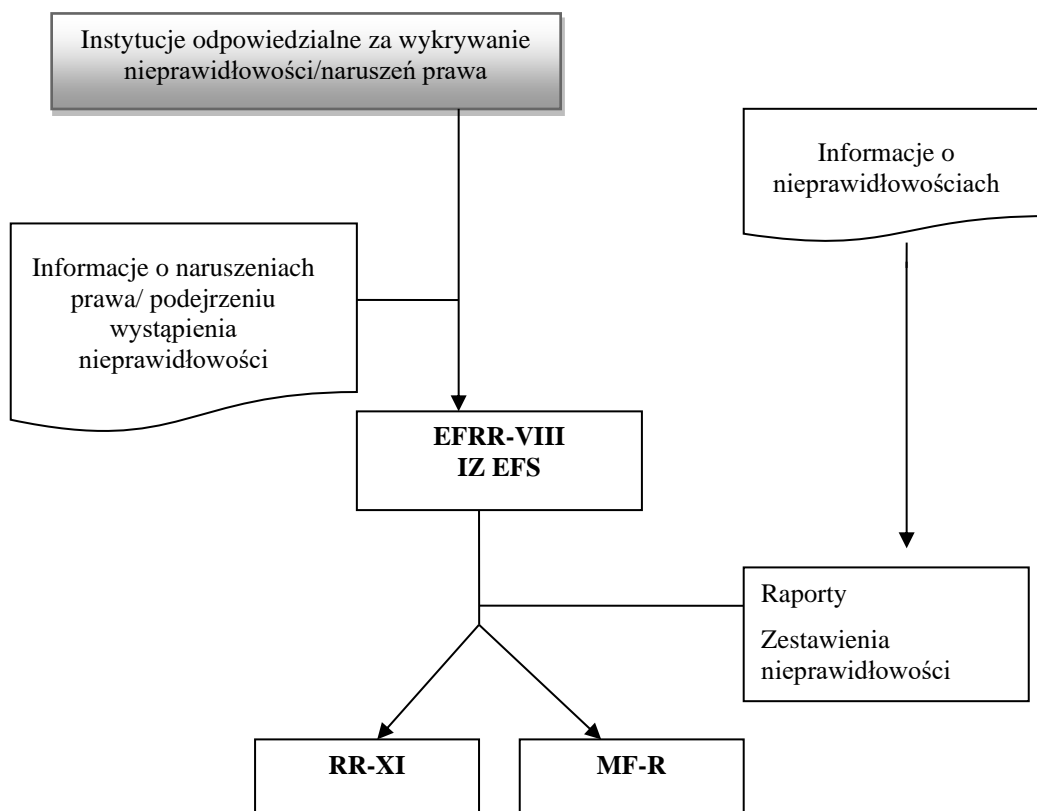 Instytucje odpowiedzialne za wykrywanie
nieprawidłowości/naruszeń prawa
Informacje o
nieprawidłowościach
Informacje o naruszeniach
prawa/ podejrzeniu
wystąpienia
nieprawidłowości
EFRR-VIII
IZ EFS
Raporty
Zestawienia
nieprawidłowości
RR-XI
MF-R